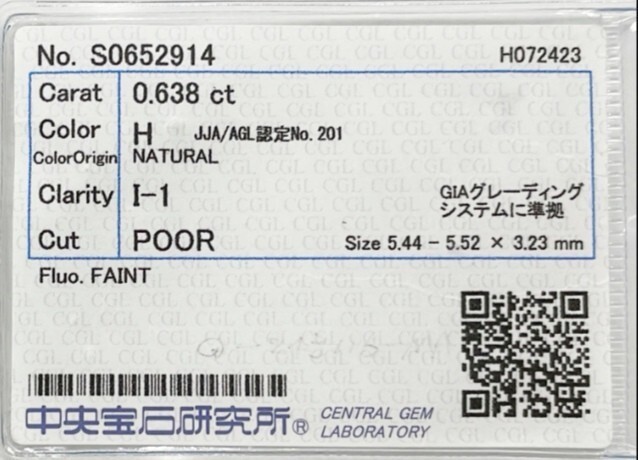 No. S0652914
H072423
Carat 0.638 ct
Color H JJA/AGL認定No. 201
ColorOrigin NATURAL
Clarity I-1
GIAグレーディング
システムに準拠
Cut POOR Size 5.44 - 5.52 × 3.23 mm
Fluo. FAINT
中央宝石研究所® CENTRAL GEM
LABORATORY